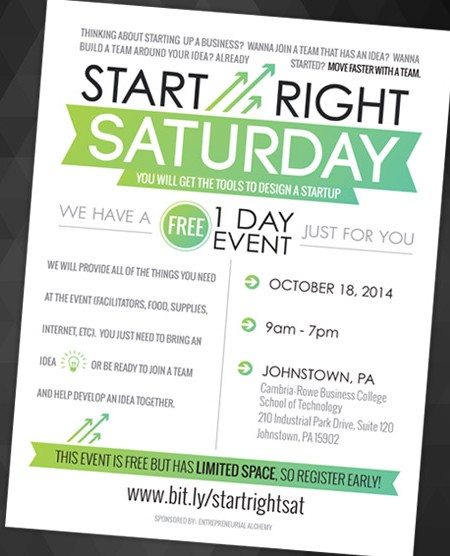 THINKING ABOUT STARTING UP A BUSINESS? WANNA JOIN A TEAM THAT HAS AN IDEA? WANNA
BUILD A TEAM AROUND YOUR IDEA? ALREADY STARTED? MOVE FASTER WITH A TEAM.
START RIGHT
SATURDAY
YOU WILL GET THE TOOLS TO DESIGN A STARTUP
WE HAVE A FREE 1 DAY EVENT JUST FOR YOU
WE WILL PROVIDE ALL OF THE THINGS YOU NEED
AT THE EVENT (FACILITATORS, FOOD, SUPPLIES,
INTERNET, ETC). YOU JUST NEED TO BRING AN
IDEA OR BE READY TO JOIN A TEAM
AND HELP DEVELOP AN IDEA TOGETHER.
OCTOBER 18, 2014
9am - 7pm
JOHNSTOWN, PA
Cambria-Rowe Business College
School of Technology
210 Industrial Park Drive, Suite 120
Johnstown, PA 15902
THIS EVENT IS FREE BUT HAS LIMITED SPACE, SO REGISTER EARLY!
www.bit.ly/startrightsat
SPONSORED BY: ENTREPRENEURIAL ALCHEMY